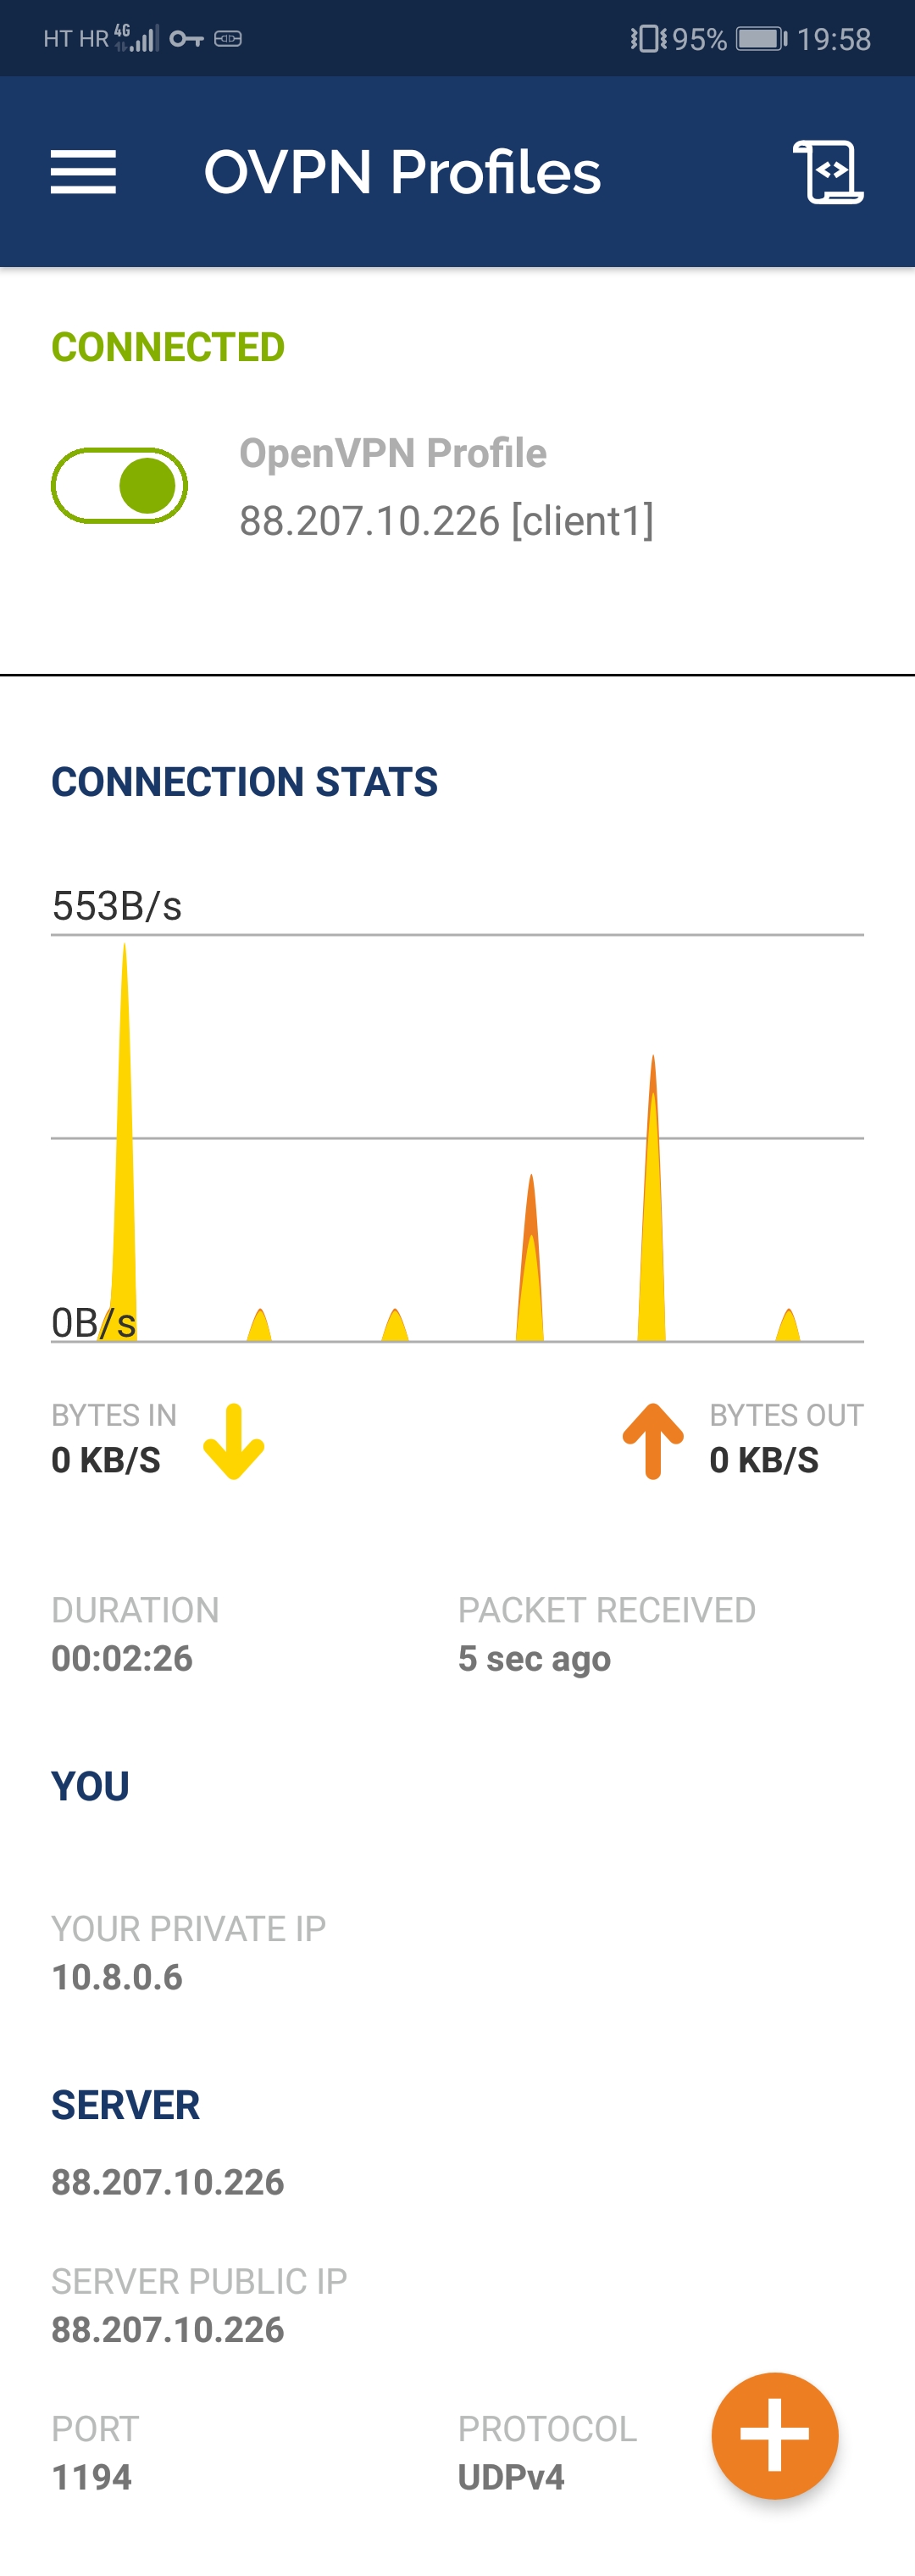 HT HR 4G 95% 19:58
OVPN Profiles
CONNECTED
OpenVPN Profile
88.207.10.226 [client1]
CONNECTION STATS
553B/s
0B/s
BYTES IN
0 KB/S
BYTES OUT
0 KB/S
DURATION
00:02:26
PACKET RECEIVED
5 sec ago
YOU
YOUR PRIVATE IP
10.8.0.6
SERVER
88.207.10.226
SERVER PUBLIC IP
88.207.10.226
PORT
1194
PROTOCOL
UDPv4